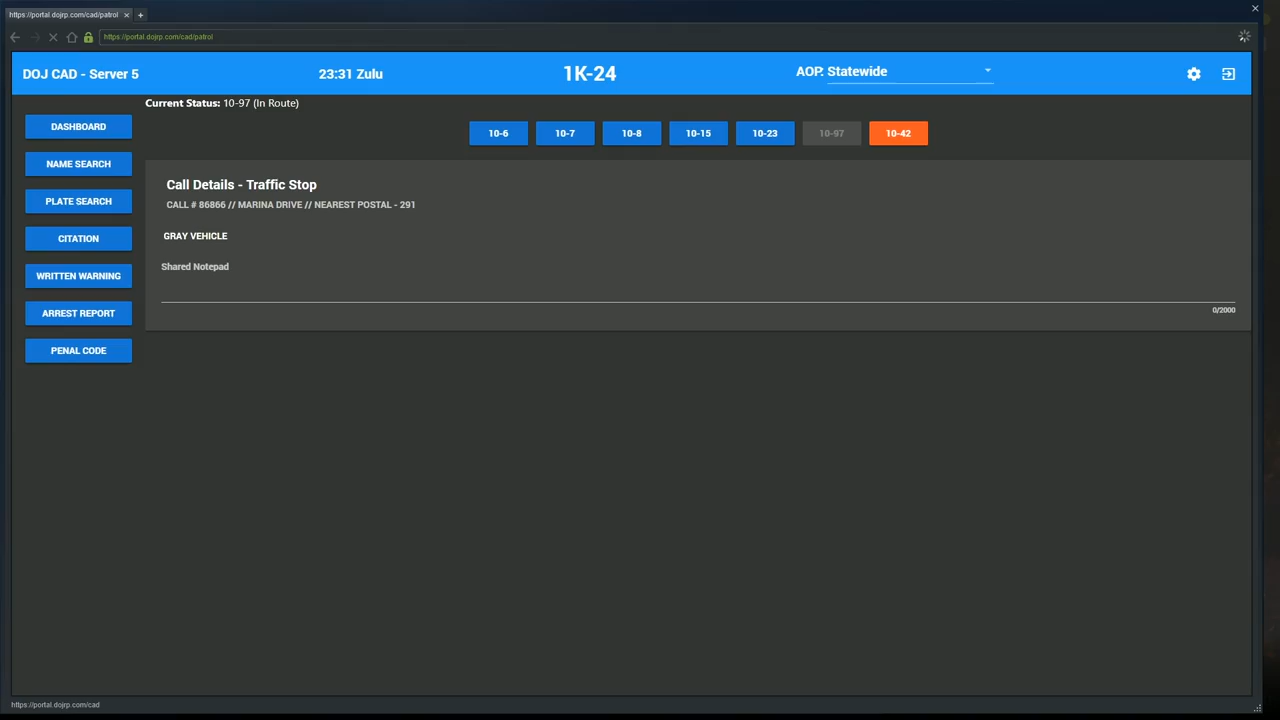 https://portal.dojrp.com/cad/patrol
https://portal.dojrp.com/cad/patrol
DOJ CAD - Server 5
23:31 Zulu
1K-24
AOP: Statewide
Current Status: 10-97 (In Route)
10-6
10-7
10-8
10-15
10-23
10-97
10-42
DASHBOARD
NAME SEARCH
PLATE SEARCH
CITATION
WRITTEN WARNING
ARREST REPORT
PENAL CODE
Call Details - Traffic Stop
CALL # 86866 // MARINA DRIVE // NEAREST POSTAL - 291
GRAY VEHICLE
Shared Notepad
0/2000
https://portal.dojrp.com/cad